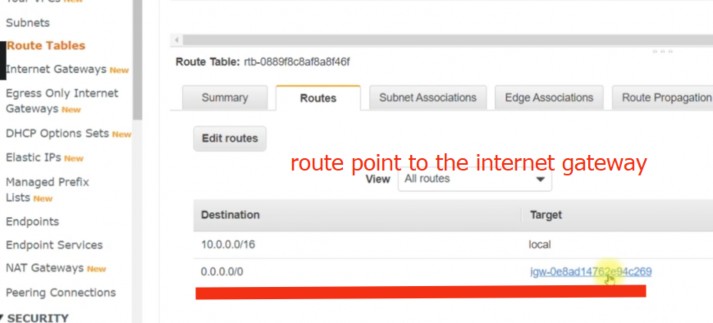 Subnets
Route Tables
Internet Gateways New
Egress Only Internet
Gateways New
DHCP Options Sets New
Elastic IPs New
Managed Prefix
Lists New
Endpoints
Endpoint Services
NAT Gateways New
Peering Connections
SECURITY
Route Table: rtb-0889f8c8af8a8f46f
Summary Routes Subnet Associations Edge Associations Route Propagation
Edit routes
route point to the internet gateway
View All routes
Destination Target
10.0.0.0/16 local
0.0.0.0/0 igw-0e8ad14762e94c269